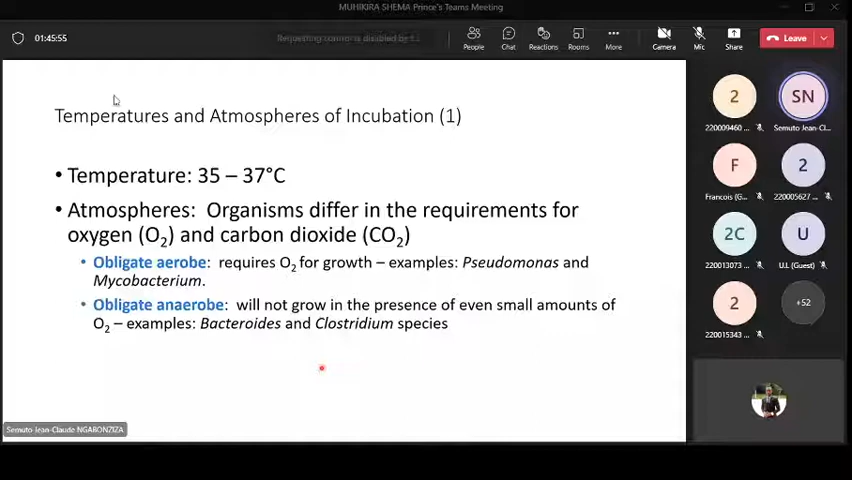 MUHIKIRA SHEMA Prince's Teams Meeting
01:45:55
People
Chat
Reactions
Rooms
More
Camera
Mic
Share
Leave
Temperatures and Atmospheres of Incubation (1)
• Temperature: 35 – 37°C
• Atmospheres: Organisms differ in the requirements for
oxygen (O2) and carbon dioxide (CO2)
• Obligate aerobe: requires O2 for growth – examples: Pseudomonas and
Mycobacterium.
• Obligate anaerobe: will not grow in the presence of even small amounts of
O2 – examples: Bacteroides and Clostridium species
Semuto Jean-Claude NGABONZIZA
2
SN
220009460 ...
Semuto Jean-Cl...
F
2
Francois (G...
220005627 ...
2C
U
220013073 ...
U.I (Guest)
2
+52
220015343 ...